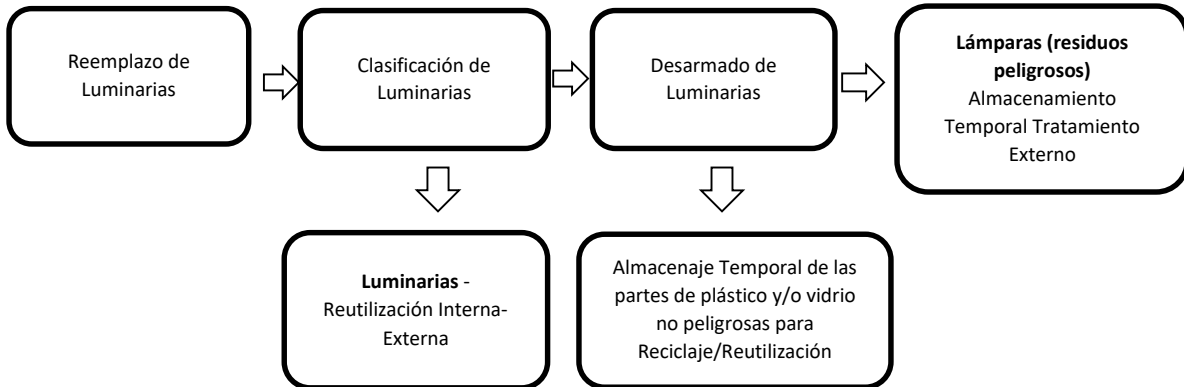 Reemplazo de
Luminarias
Clasificación de
Luminarias
Desarmado de
Luminarias
Lámparas (residuos
peligrosos)
Almacenamiento
Temporal Tratamiento
Externo
Luminarias -
Reutilización Interna-
Externa
Almacenaje Temporal de las
partes de plástico y/o vidrio
no peligrosas para
Reciclaje/Reutilización